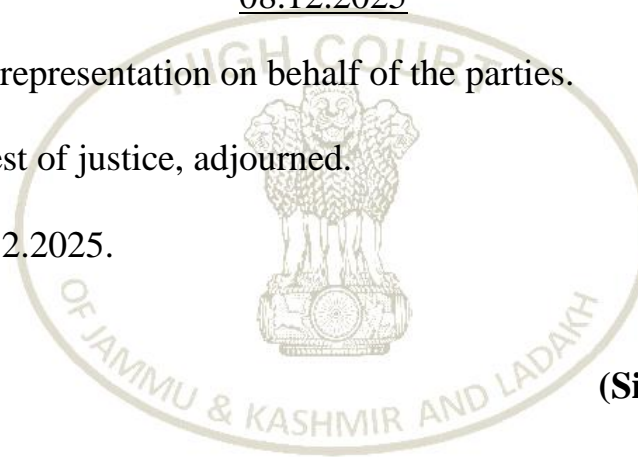 08.12.2025
representation on behalf of the parties.
est of justice, adjourned.
2.2025.
(Si
HIGH COURT
OF JAMMU & KASHMIR AND LADAKH